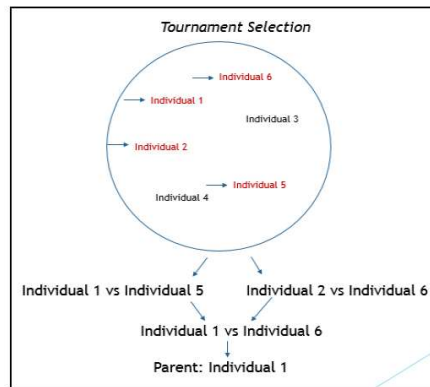 Tournament Selection
Individual 6
Individual 1
Individual 3
Individual 2
Individual 5
Individual 4
Individual 1 vs Individual 5
Individual 2 vs Individual 6
Individual 1 vs Individual 6
Parent: Individual 1